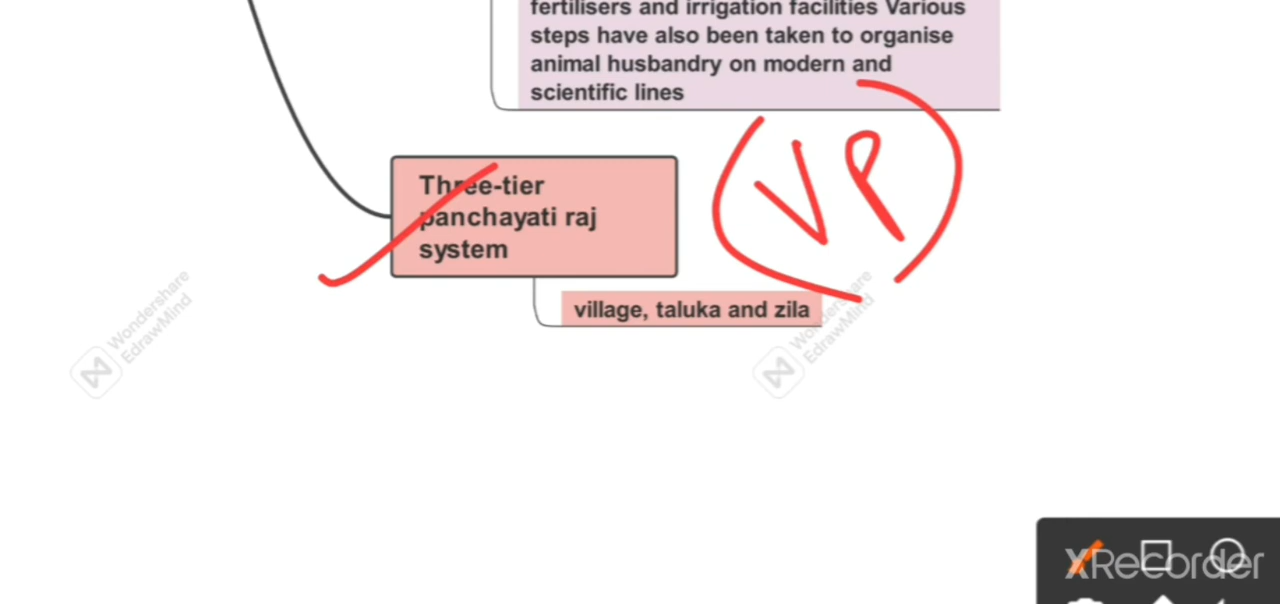 fertilisers and irrigation facilities Various
steps have also been taken to organise
animal husbandry on modern and
scientific lines
VP
Three-tier
panchayati raj
system
village, taluka and zila
Wondershare
EdrawMind
Wondershare
EdrawMind
XRecorder